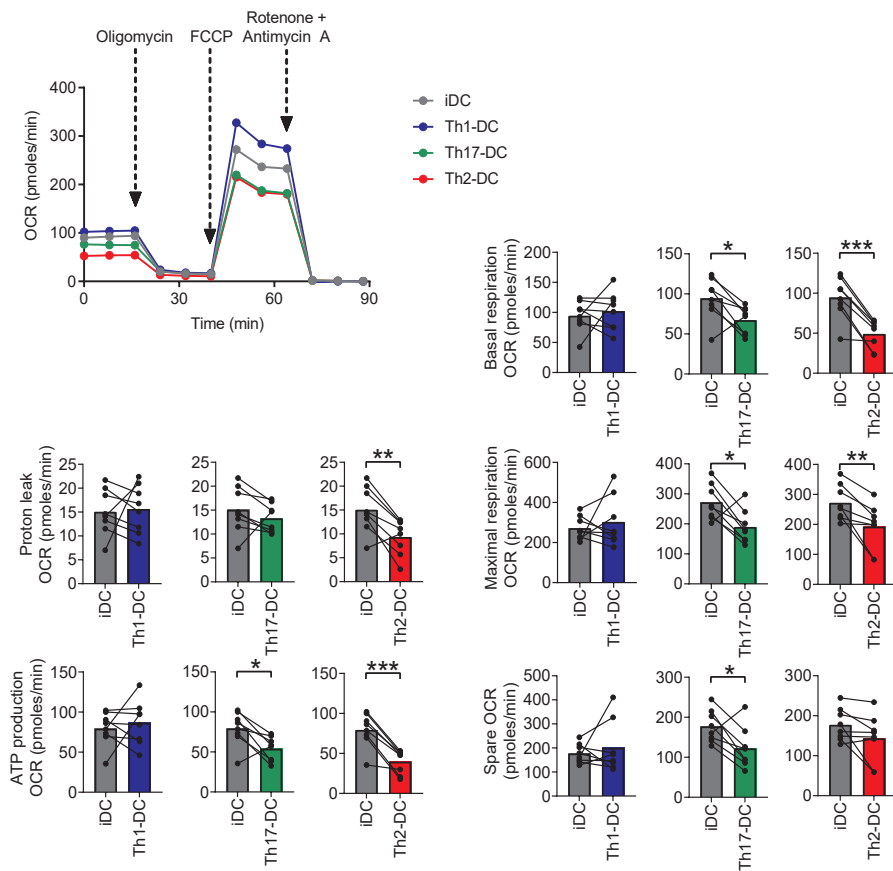 Rotenone +
Oligomycin FCCP Antimycin A
400
300
200
100
0
OCR (pmoles/min)
0 30 60 90
Time (min)
iDC
Th1-DC
Th17-DC
Th2-DC
Basal respiration
OCR (pmoles/min)
200
150
100
50
0
iDC
Th1-DC
*
150
100
50
0
iDC
Th17-DC
***
150
100
50
0
iDC
Th2-DC
Proton leak
OCR (pmoles/min)
25
20
15
10
5
0
iDC
Th1-DC
25
20
15
10
5
0
iDC
Th17-DC
**
25
20
15
10
5
0
iDC
Th2-DC
Maximal respiration
OCR (pmoles/min)
600
400
200
0
iDC
Th1-DC
*
400
300
200
100
0
iDC
Th17-DC
**
400
300
200
100
0
iDC
Th2-DC
ATP production
OCR (pmoles/min)
150
100
50
0
iDC
Th1-DC
*
150
100
50
0
iDC
Th17-DC
***
150
100
50
0
iDC
Th2-DC
Spare OCR
(pmoles/min)
500
400
300
200
100
0
iDC
Th1-DC
*
300
200
100
0
iDC
Th17-DC
300
200
100
0
iDC
Th2-DC